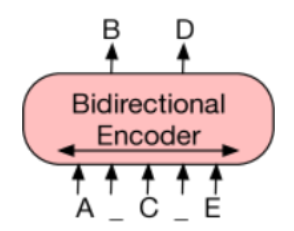 B D
Bidirectional
Encoder
A _ C _ E